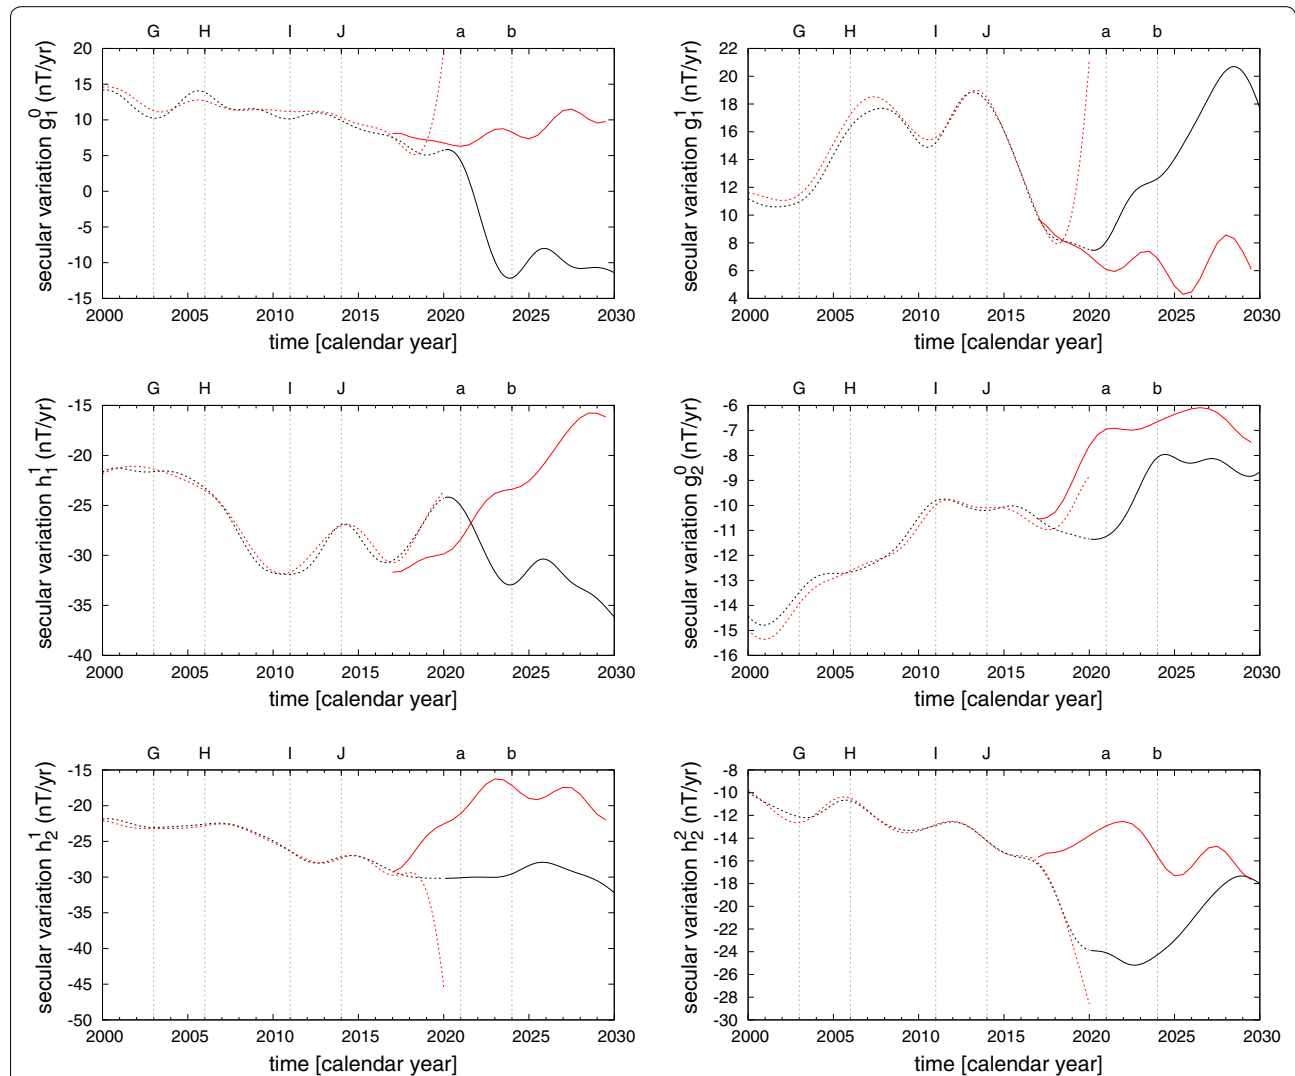 G H I J a b
20
15
10
5
0
-5
-10
-15
secular variation g₁⁰ (nT/yr)
2000 2005 2010 2015 2020 2025 2030
time [calendar year]
G H I J a b
22
20
18
16
14
12
10
8
6
4
secular variation g₁¹ (nT/yr)
2000 2005 2010 2015 2020 2025 2030
time [calendar year]
G H I J a b
-15
-20
-25
-30
-35
-40
secular variation h₁¹ (nT/yr)
2000 2005 2010 2015 2020 2025 2030
time [calendar year]
G H I J a b
-6
-7
-8
-9
-10
-11
-12
-13
-14
-15
-16
secular variation g₂⁰ (nT/yr)
2000 2005 2010 2015 2020 2025 2030
time [calendar year]
G H I J a b
-15
-20
-25
-30
-35
-40
-45
-50
secular variation h₂¹ (nT/yr)
2000 2005 2010 2015 2020 2025 2030
time [calendar year]
G H I J a b
-8
-10
-12
-14
-16
-18
-20
-22
-24
-26
-28
-30
secular variation h₂² (nT/yr)
2000 2005 2010 2015 2020 2025 2030
time [calendar year]